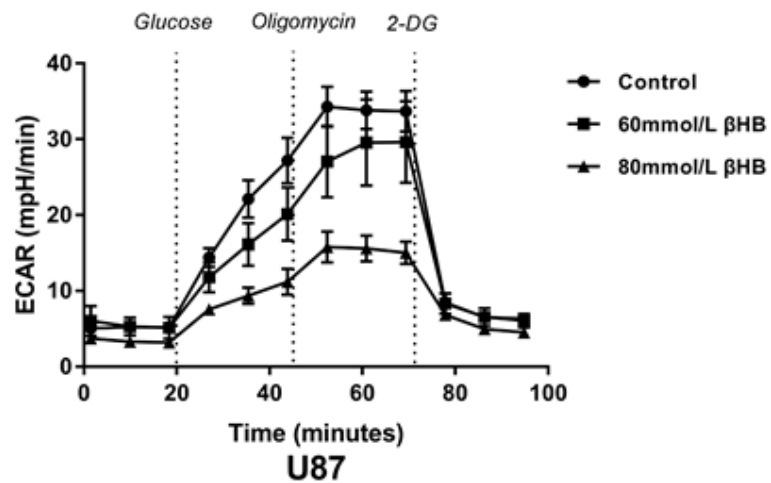 Glucose Oligomycin 2-DG
40
30
20
10
0
ECAR (mpH/min)
0 20 40 60 80 100
Time (minutes)
U87
Control
60mmol/L βHB
80mmol/L βHB